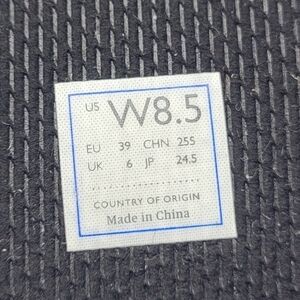 US W8.5
EU 39 CHN 255
UK 6 JP 24.5
COUNTRY OF ORIGIN
Made in China